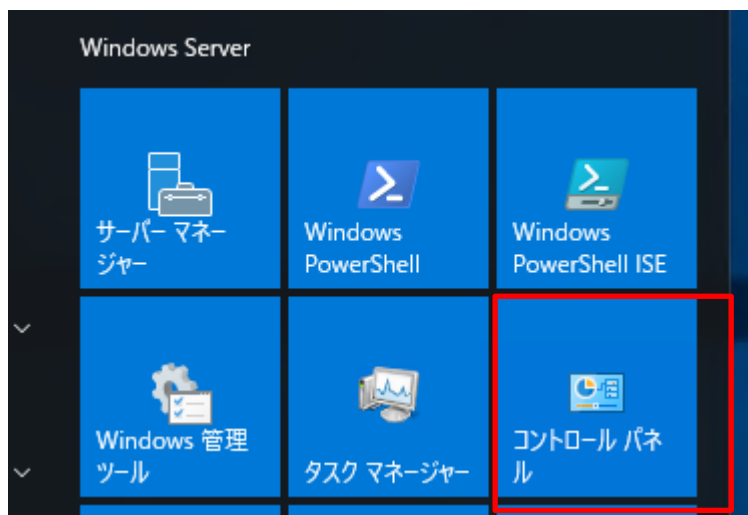 Windows Server
サーバー マネー
ジャー
Windows
PowerShell
Windows
PowerShell ISE
Windows 管理
ツール
タスク マネージャー
コントロール パネ
ル